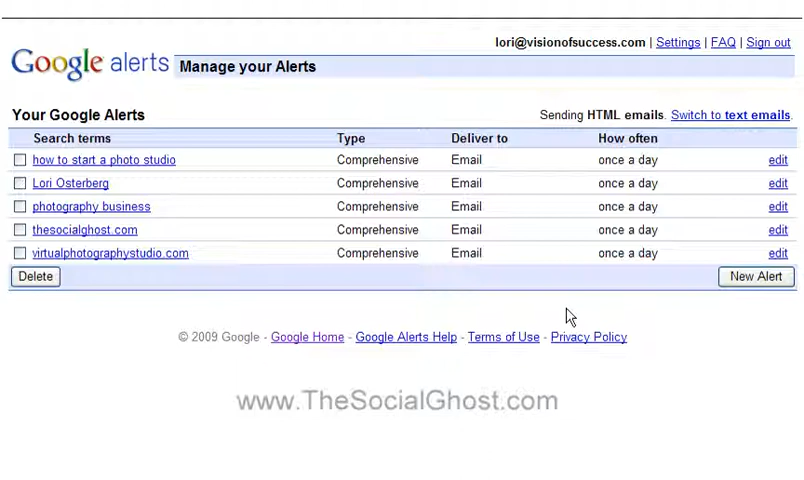 lori@visionofsuccess.com | Settings | FAQ | Sign out
Google alerts Manage your Alerts
Your Google Alerts Sending HTML emails. Switch to text emails.
Search terms Type Deliver to How often
how to start a photo studio Comprehensive Email once a day edit
Lori Osterberg Comprehensive Email once a day edit
photography business Comprehensive Email once a day edit
thesocialghost.com Comprehensive Email once a day edit
virtualphotographystudio.com Comprehensive Email once a day edit
Delete New Alert
© 2009 Google - Google Home - Google Alerts Help - Terms of Use - Privacy Policy
www.TheSocialGhost.com